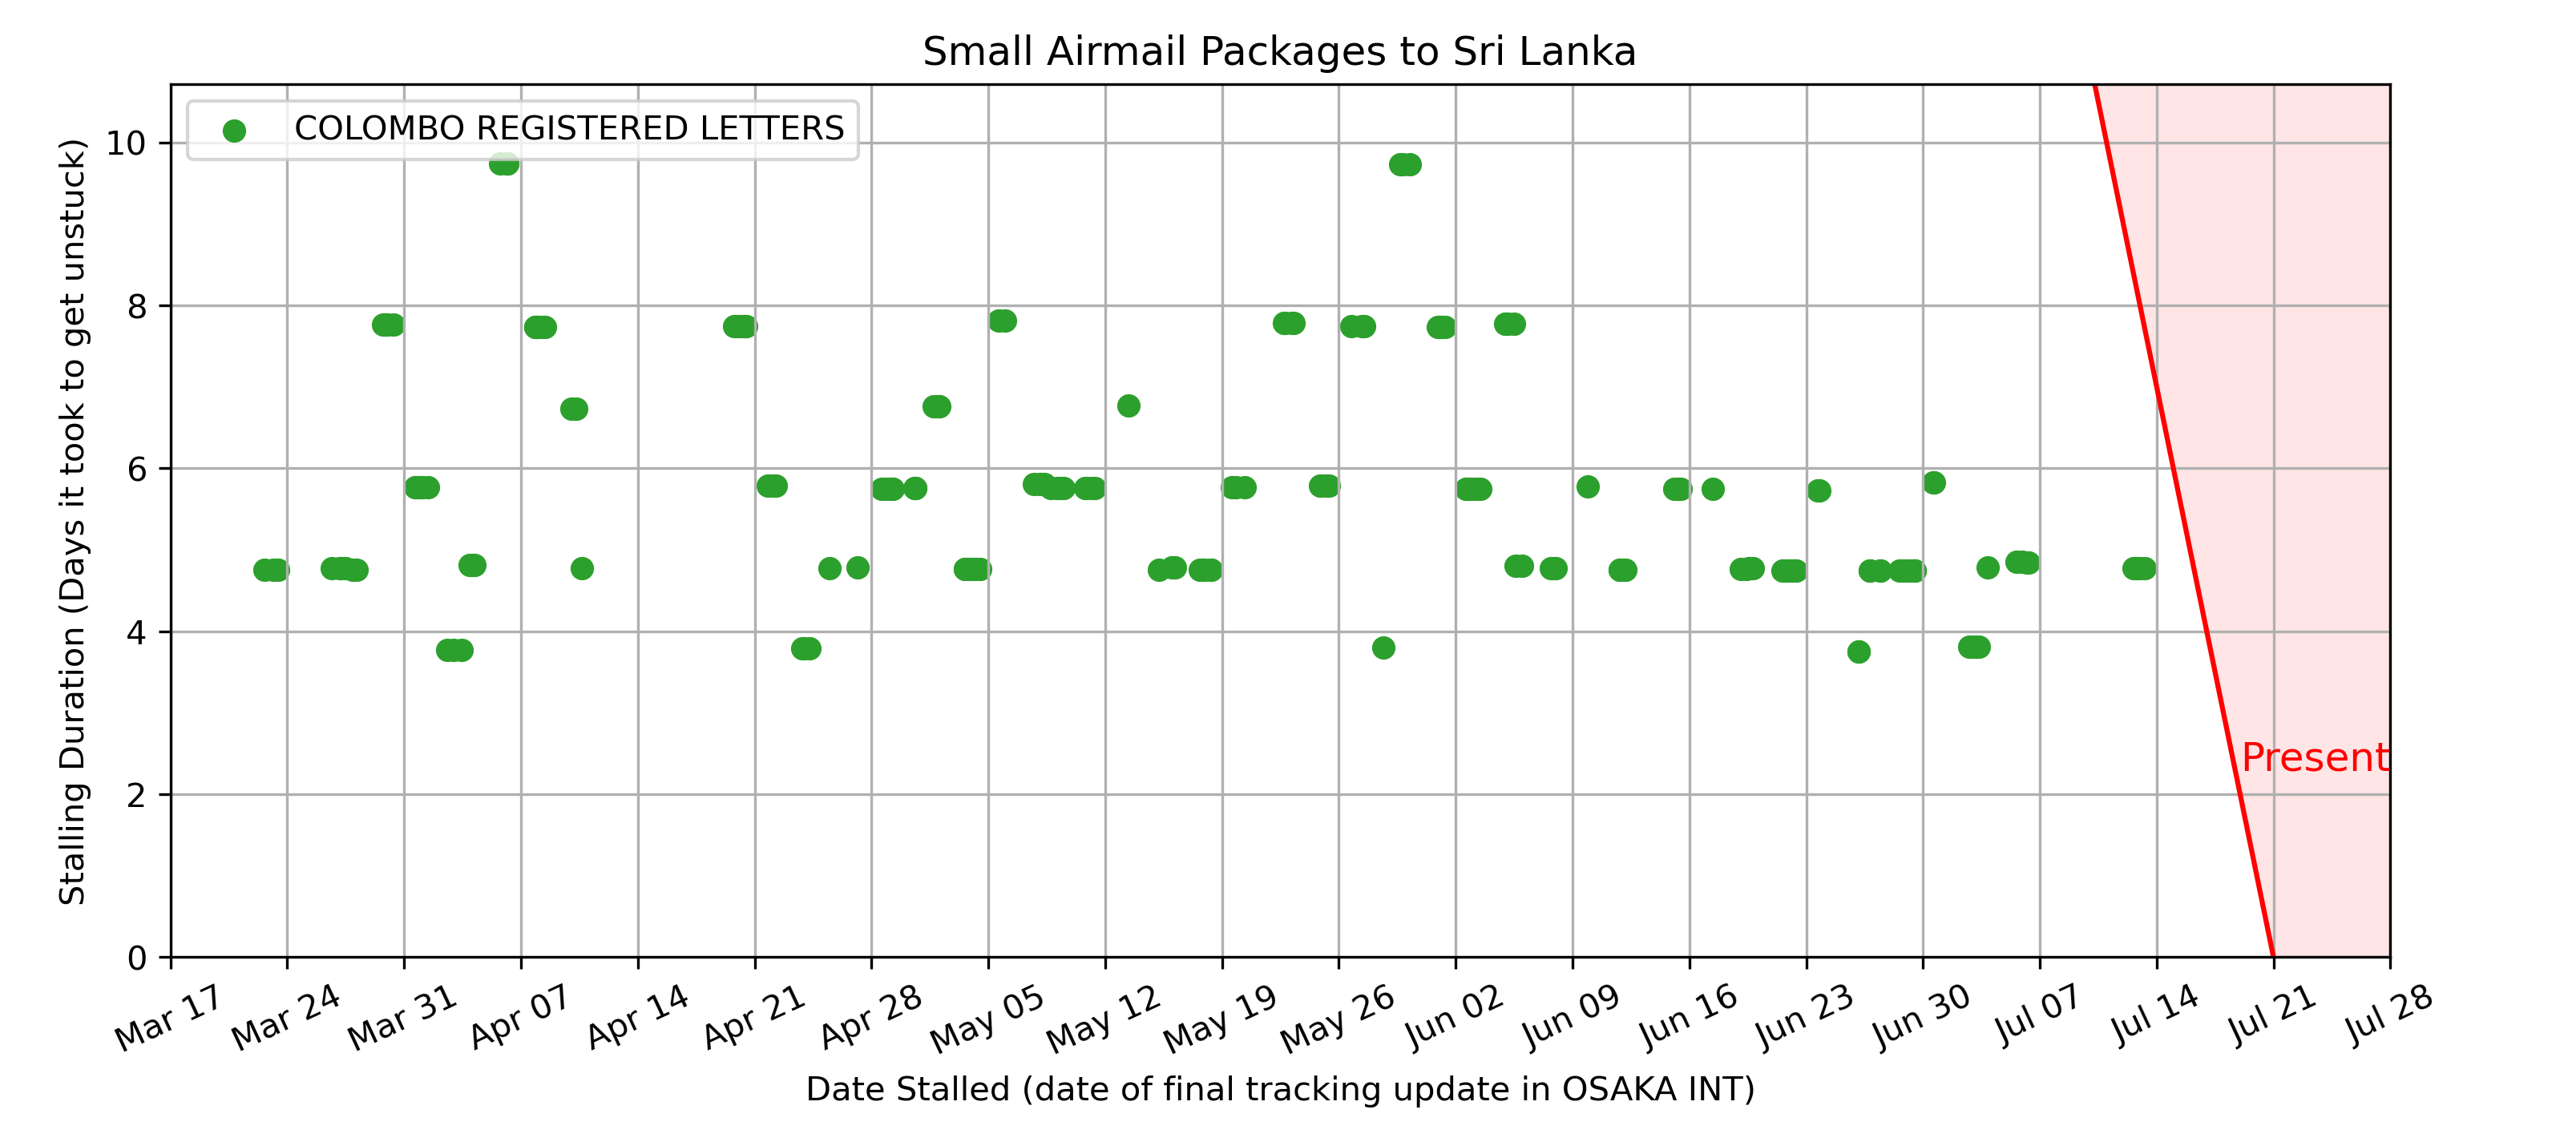 Small Airmail Packages to Sri Lanka
COLOMBO REGISTERED LETTERS
Stalling Duration (Days it took to get unstuck)
10
8
6
4
2
0
Present
Mar 17
Mar 24
Mar 31
Apr 07
Apr 14
Apr 21
Apr 28
May 05
May 12
May 19
May 26
Jun 02
Jun 09
Jun 16
Jun 23
Jun 30
Jul 07
Jul 14
Jul 21
Jul 28
Date Stalled (date of final tracking update in OSAKA INT)